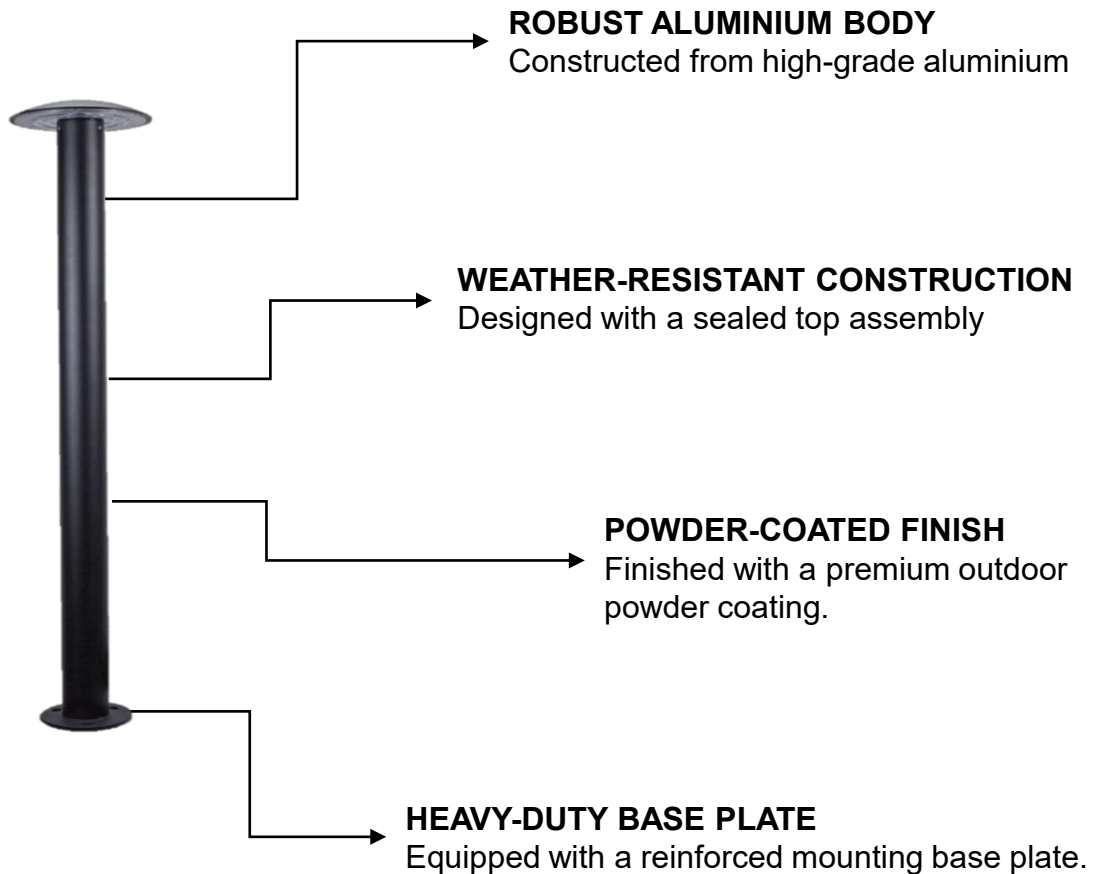 ROBUST ALUMINIUM BODY
Constructed from high-grade aluminium
WEATHER-RESISTANT CONSTRUCTION
Designed with a sealed top assembly
POWDER-COATED FINISH
Finished with a premium outdoor
powder coating.
HEAVY-DUTY BASE PLATE
Equipped with a reinforced mounting base plate.